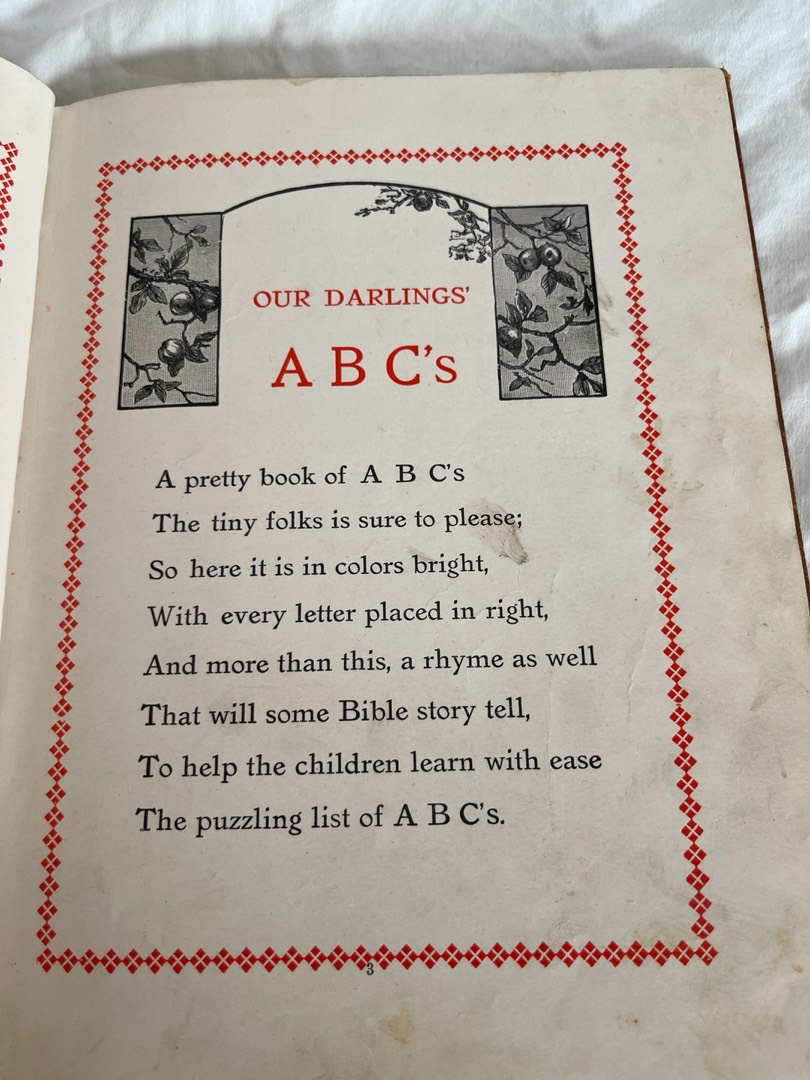 OUR DARLINGS'
A B C's
A pretty book of A B C's
The tiny folks is sure to please;
So here it is in colors bright,
With every letter placed in right,
And more than this, a rhyme as well
That will some Bible story tell,
To help the children learn with ease
The puzzling list of A B C's.
3